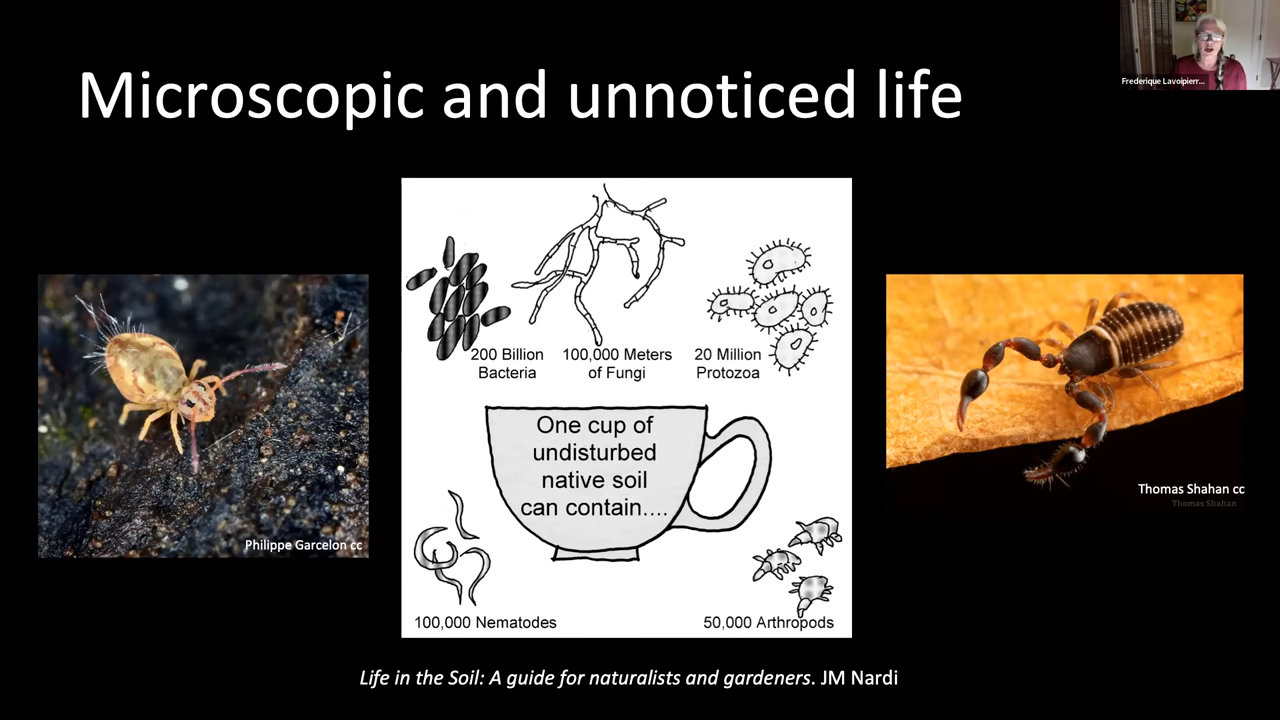 Microscopic and unnoticed life
Frederique Lavoipierr...
200 Billion
Bacteria
100,000 Meters
of Fungi
20 Million
Protozoa
One cup of
undisturbed
native soil
can contain....
100,000 Nematodes
50,000 Arthropods
Philippe Garcelon cc
Thomas Shahan cc
Thomas Shahan
Life in the Soil: A guide for naturalists and gardeners. JM Nardi